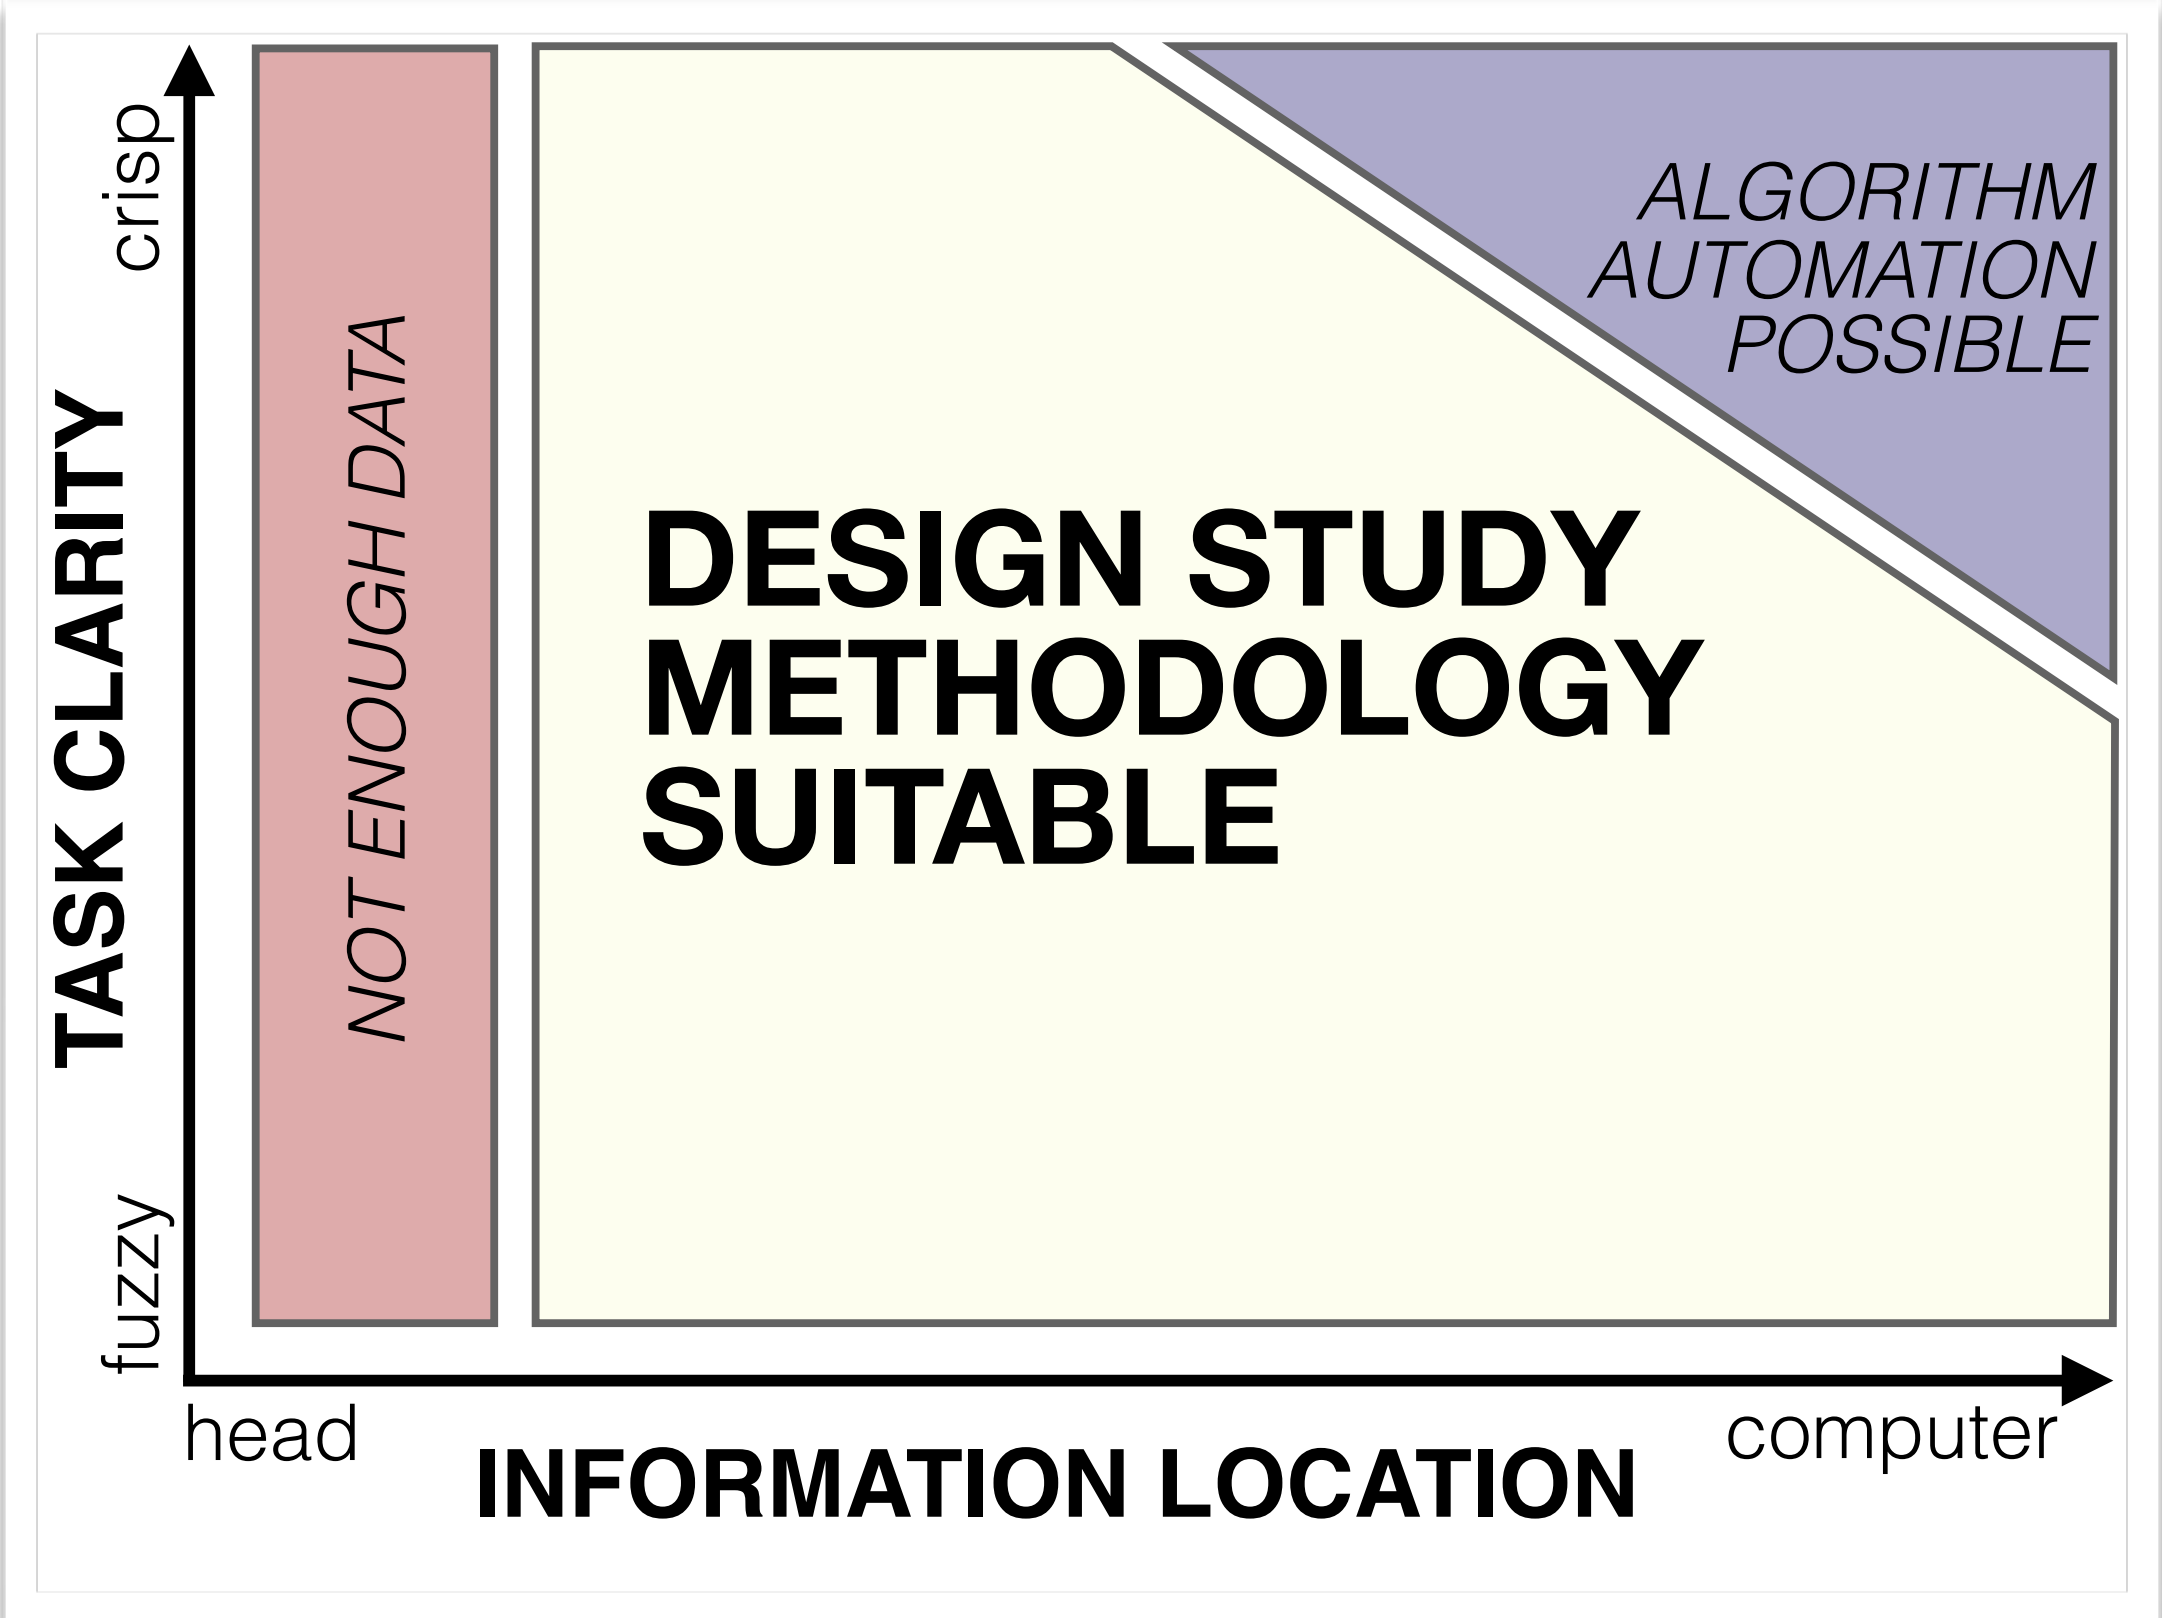 TASK CLARITY
crisp
fuzzy
NOT ENOUGH DATA
DESIGN STUDY
METHODOLOGY
SUITABLE
ALGORITHM
AUTOMATION
POSSIBLE
head
computer
INFORMATION LOCATION